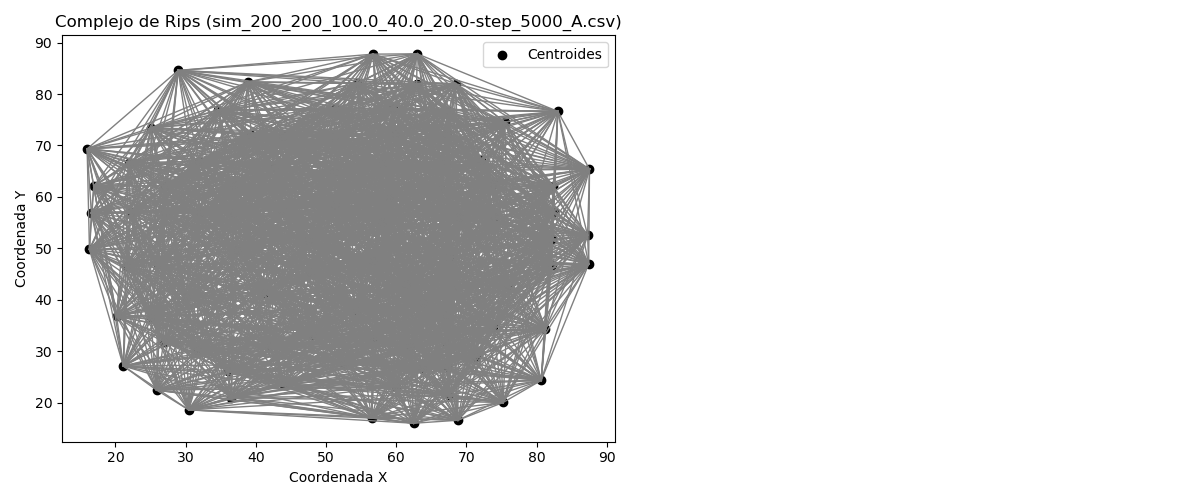 Complejo de Rips (sim_200_200_100.0_40.0_20.0-step_5000_A.csv)
Centroides
Coordenada Y
90
80
70
60
50
40
30
20
20 30 40 50 60 70 80 90
Coordenada X